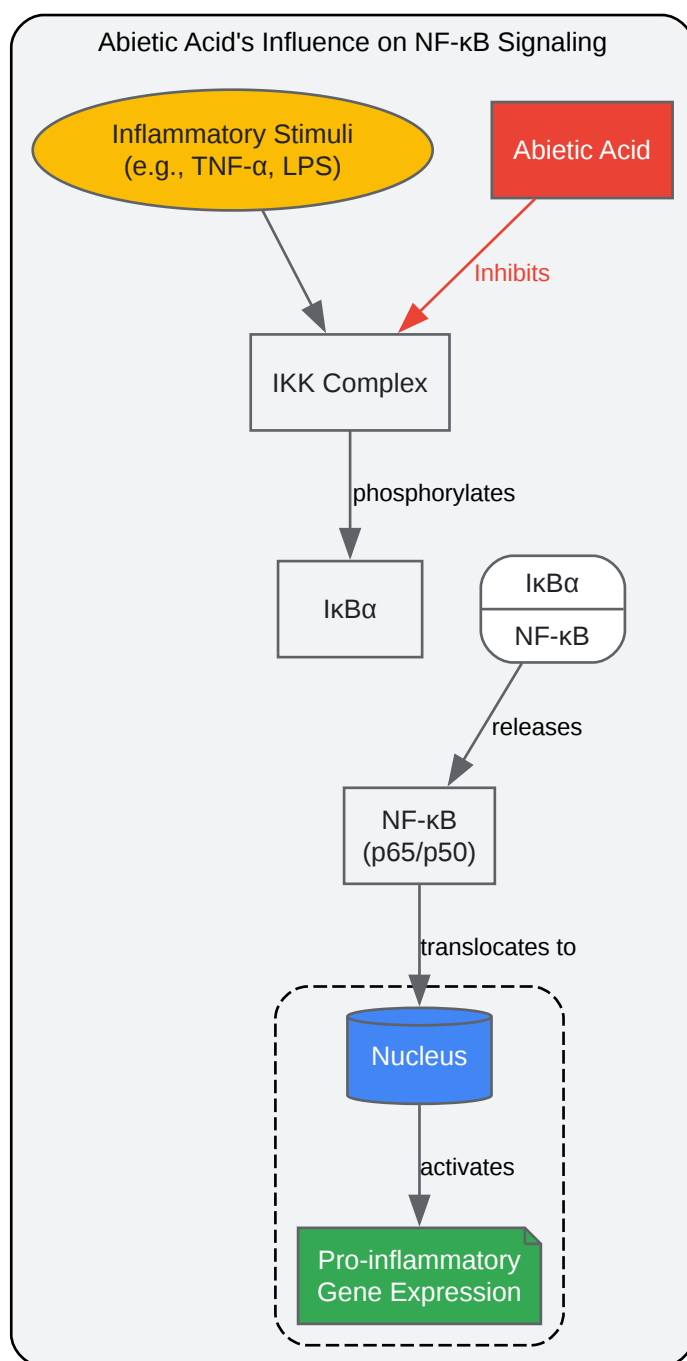 Abietic Acid's Influence on NF-κB Signaling
Inflammatory Stimuli
(e.g., TNF-α, LPS)
Abietic Acid
Inhibits
IKK Complex
phosphorylates
IκBα
IκBα
NF-κB
releases
NF-κB
(p65/p50)
translocates to
Nucleus
activates
Pro-inflammatory
Gene Expression